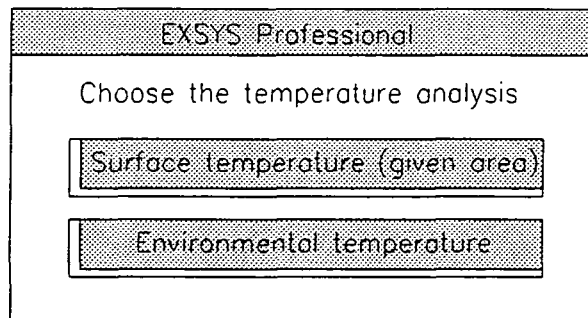 EXSYS Professional
Choose the temperature analysis
Surface temperature (given area)
Environmental temperature